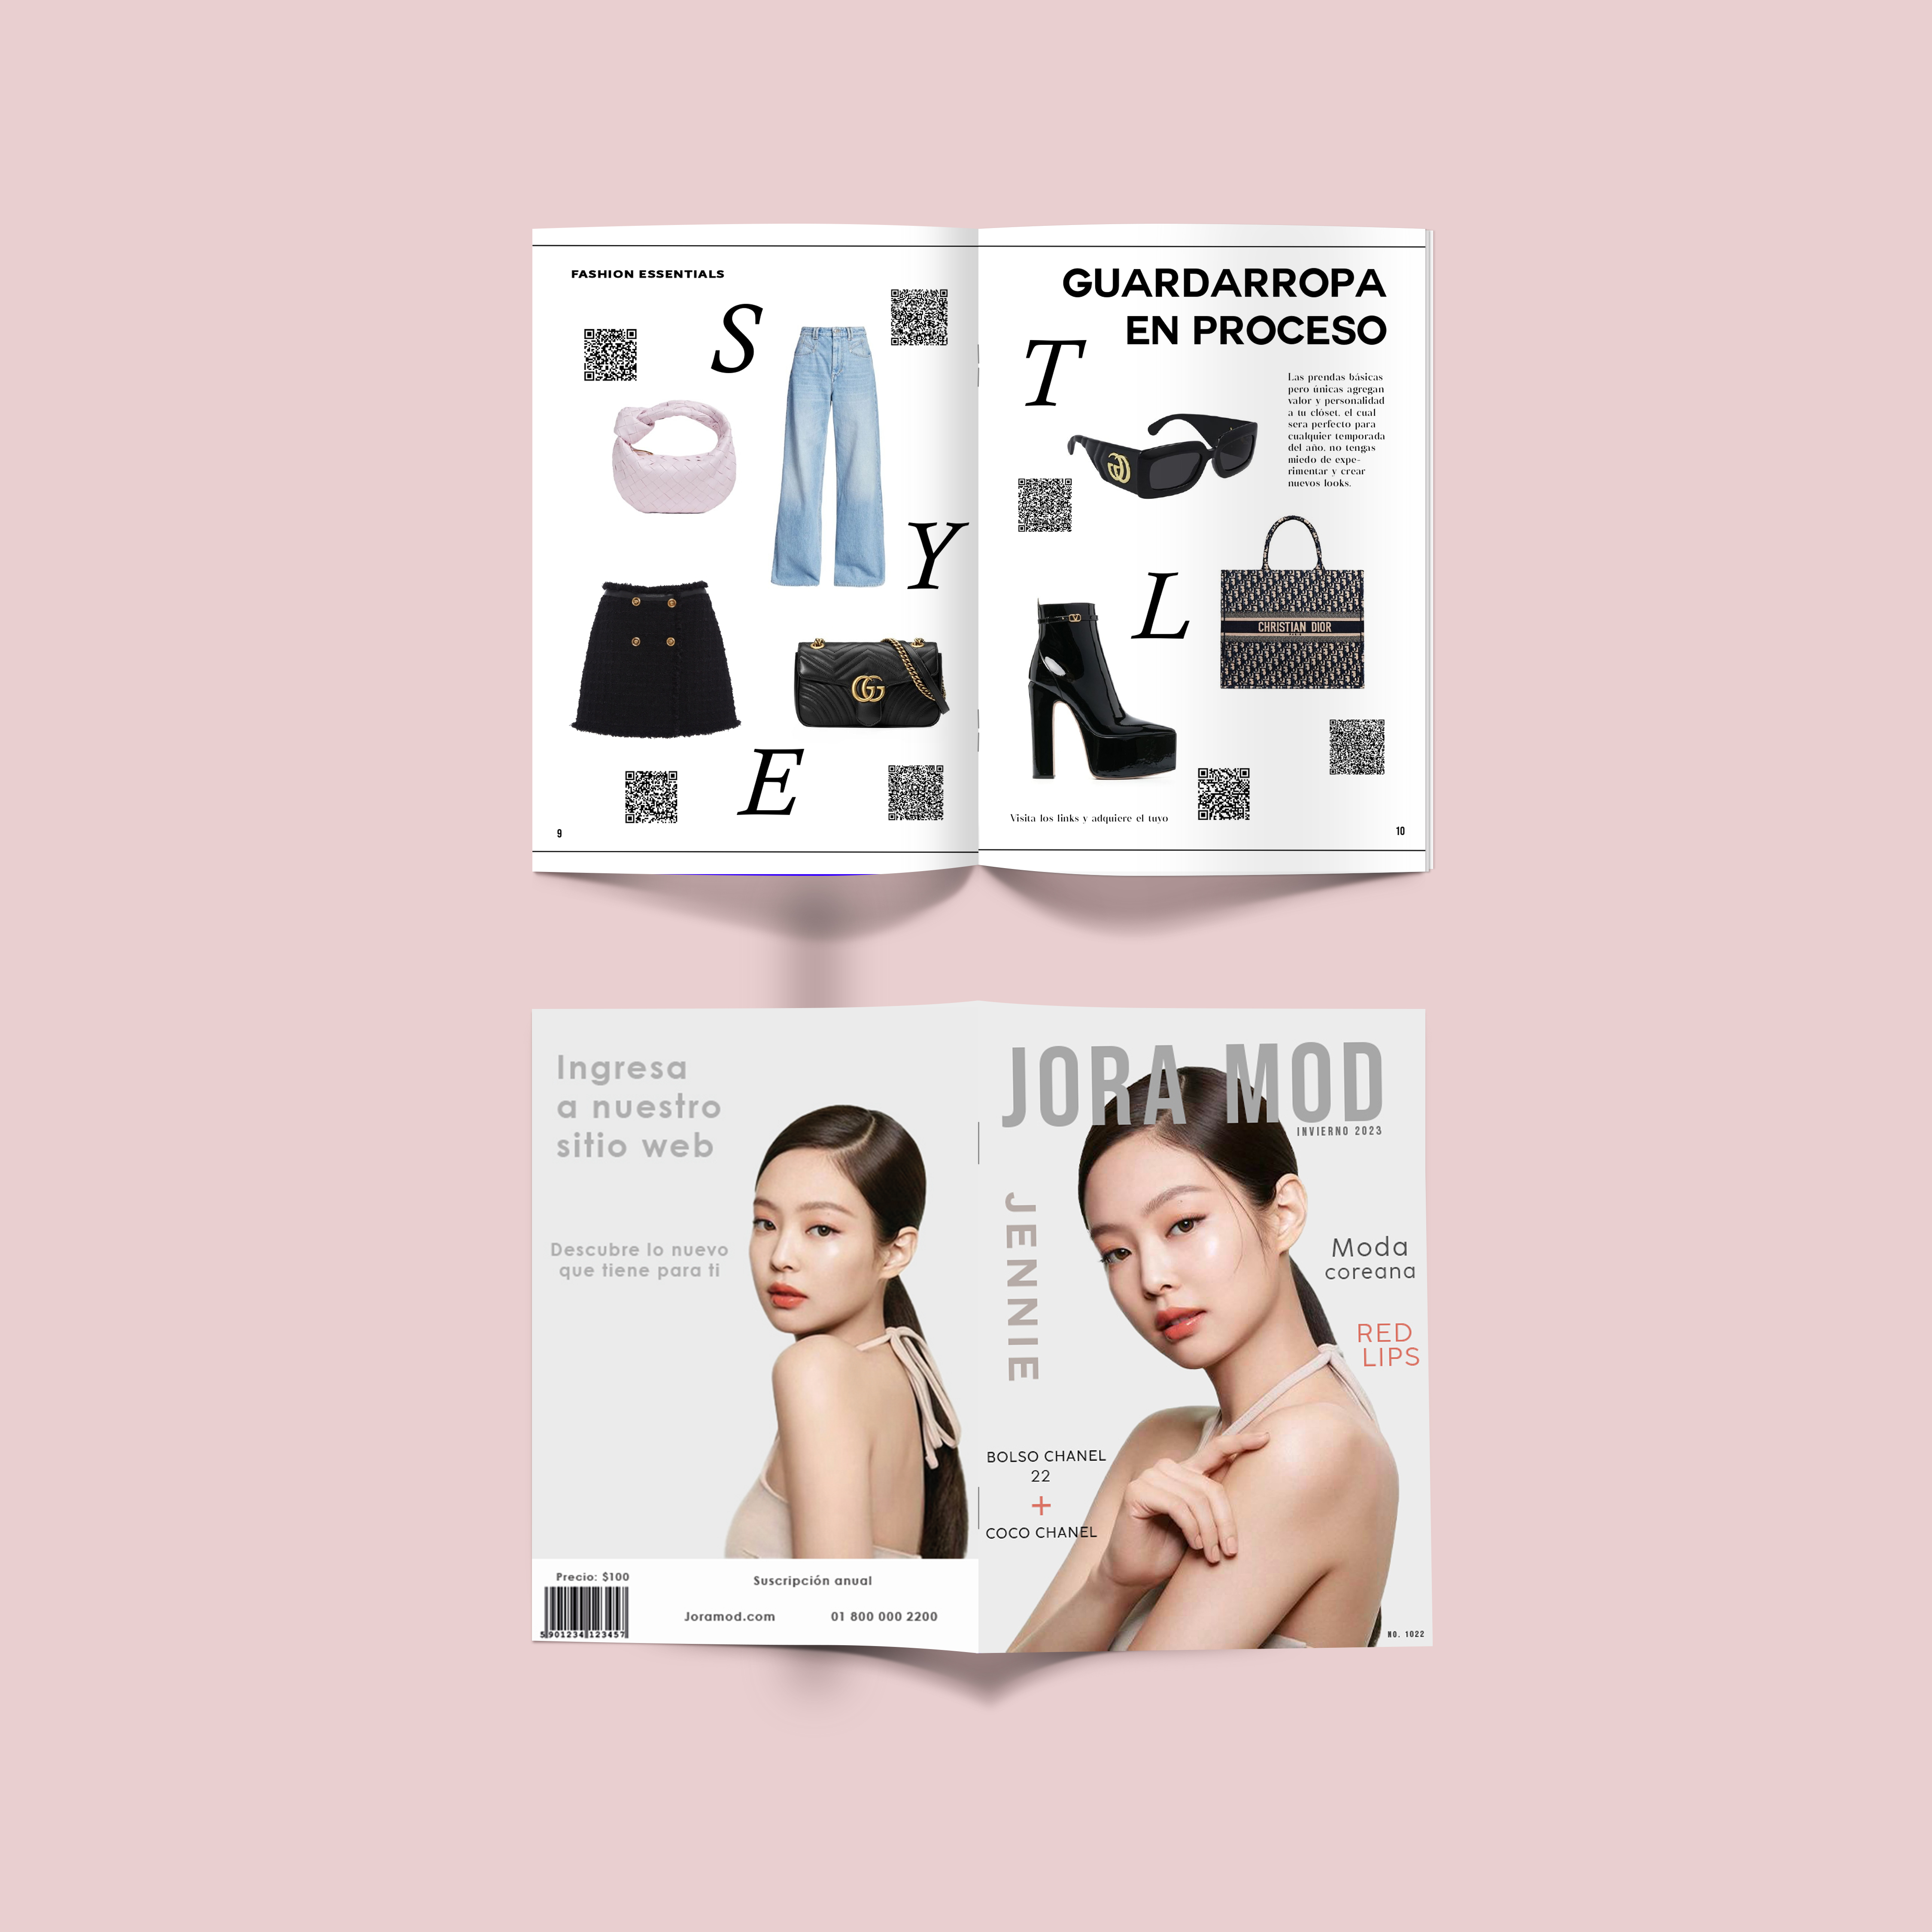 FASHION ESSENTIALS
S
Y
E
9
GUARDARROPA
EN PROCESO
T
Las prendas básicas
pero únicas agregan
valor y personalidad
a tu clóset, el cual
sera perfecto para
cualquier temporada
del año, no tengas
miedo de expe-
rimentar y crear
nuevos looks.
L
CHRISTIAN DIOR
Visita los links y adquiere el tuyo
10
Ingresa
a nuestro
sitio web
Descubre lo nuevo
que tiene para ti
Precio: $100
5 901234 123457
Suscripción anual
Joramod.com
01 800 000 2200
JORA MOD
INVIERNO 2023
JENNIE
Moda
coreana
RED
LIPS
BOLSO CHANEL
22
+
COCO CHANEL
NO. 1022